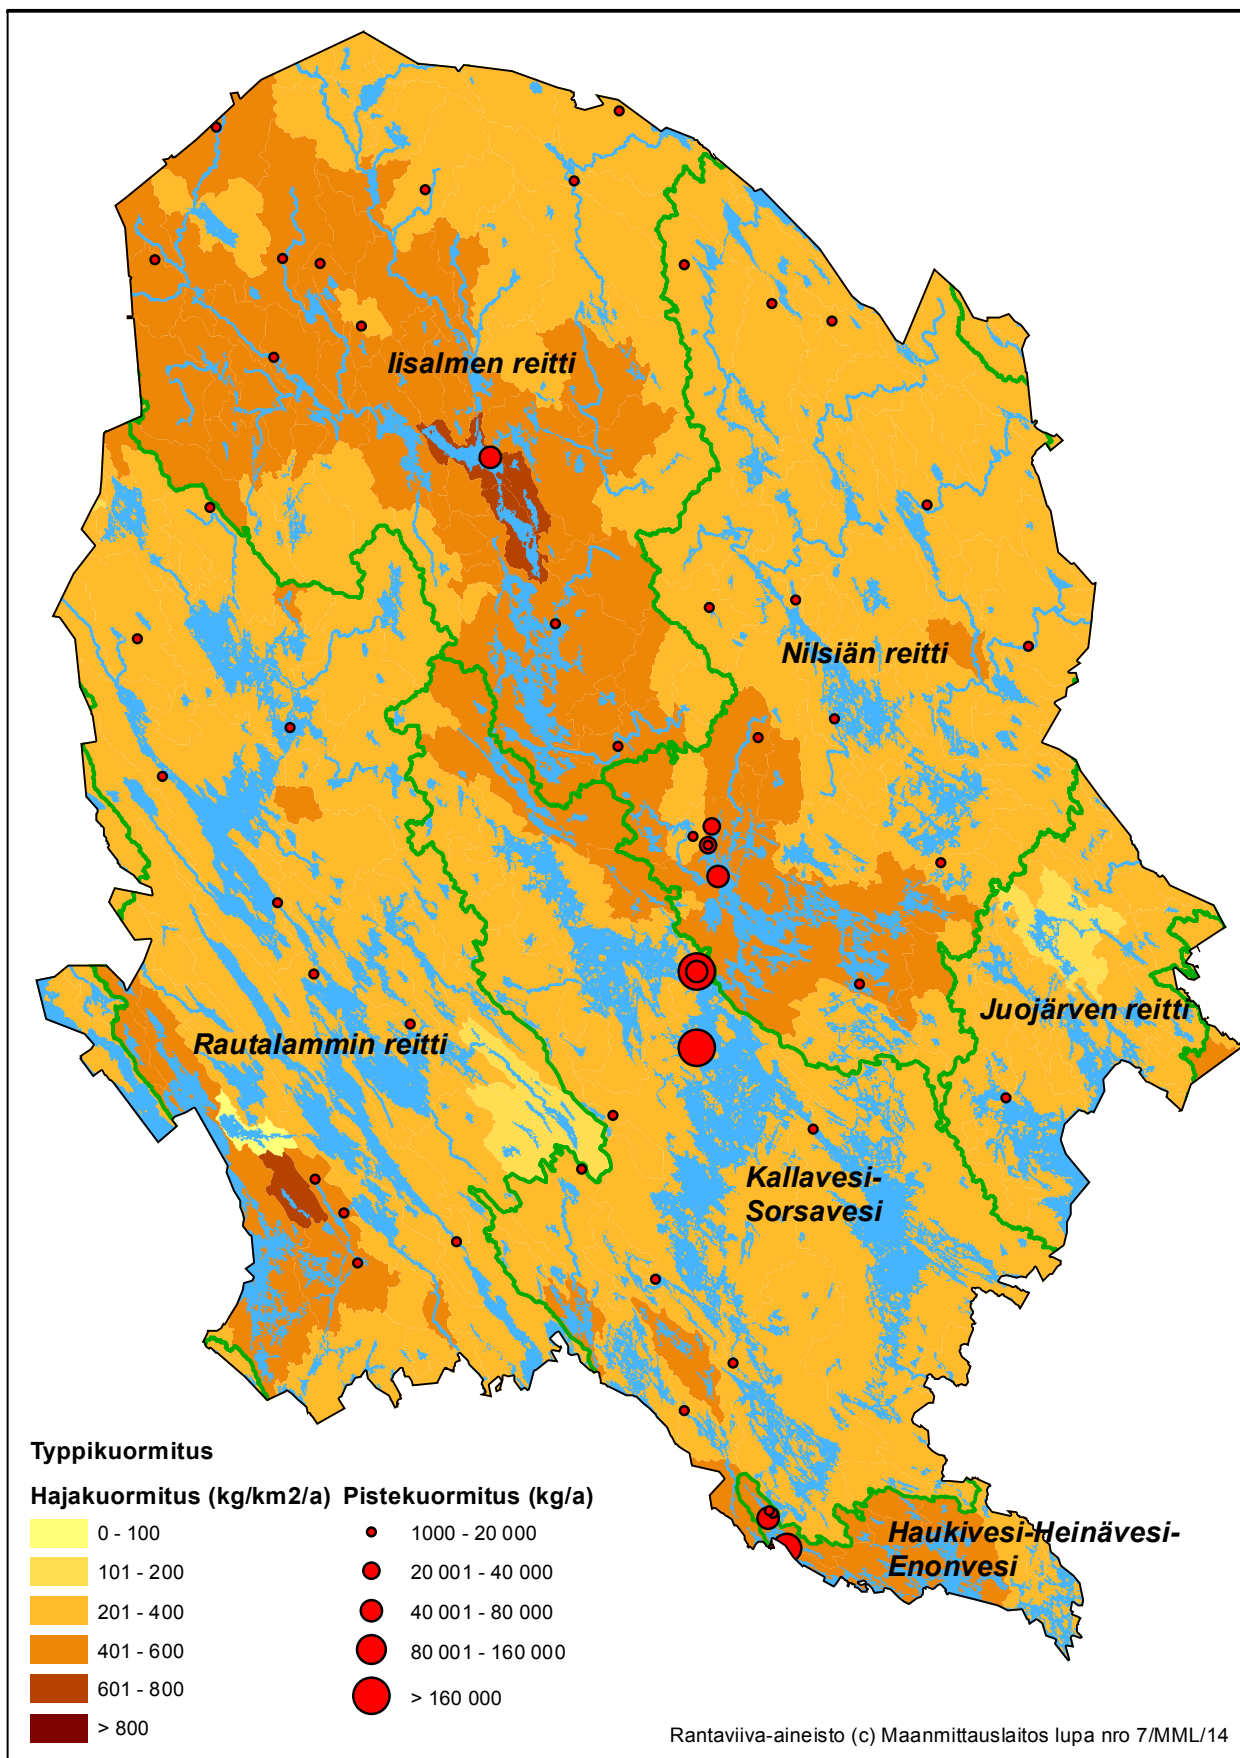 Iisalmen reitti
Nilsiän reitti
Juojärven reitti
Rautalammin reitti
Kallavesi-
Sorsavesi
Haukivesi-Heinävesi-
Enonvesi
Typpikuormitus
Hajakuormitus (kg/km2/a)
0 - 100
101 - 200
201 - 400
401 - 600
601 - 800
> 800
Pistekuormitus (kg/a)
1000 - 20 000
20 001 - 40 000
40 001 - 80 000
80 001 - 160 000
> 160 000
Rantaviiva-aineisto (c) Maanmittauslaitos lupa nro 7/MML/14